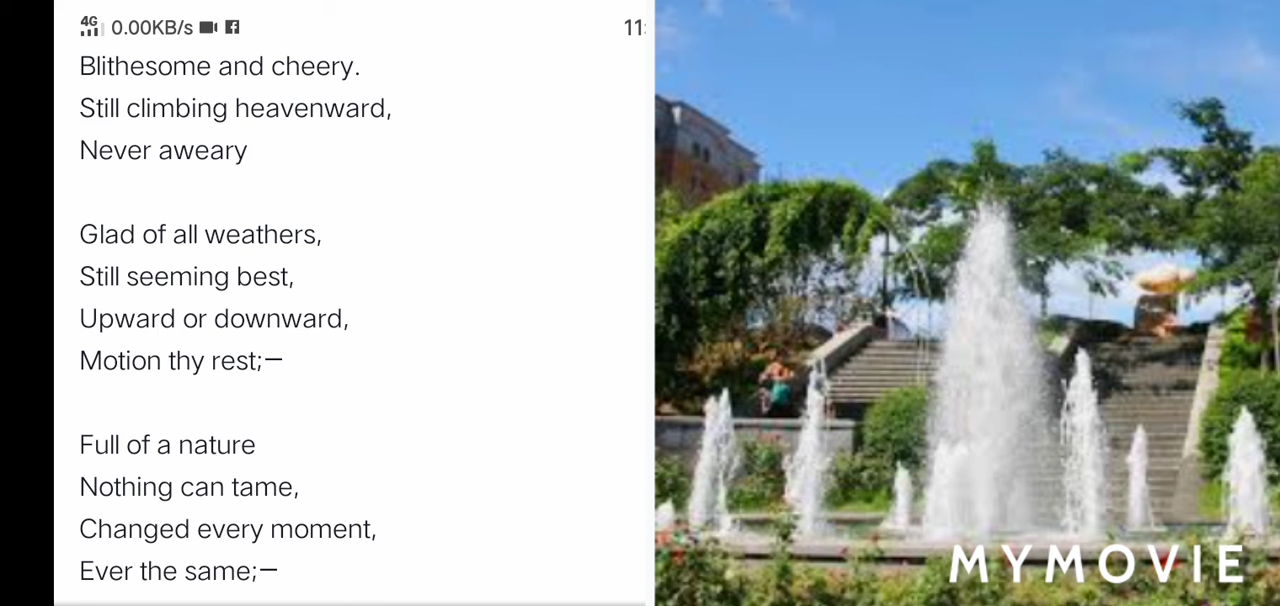 4G 0.00KB/s 11:
Blithesome and cheery.
Still climbing heavenward,
Never aweary
Glad of all weathers,
Still seeming best,
Upward or downward,
Motion thy rest;—
Full of a nature
Nothing can tame,
Changed every moment,
Ever the same;—
MYMOVIE